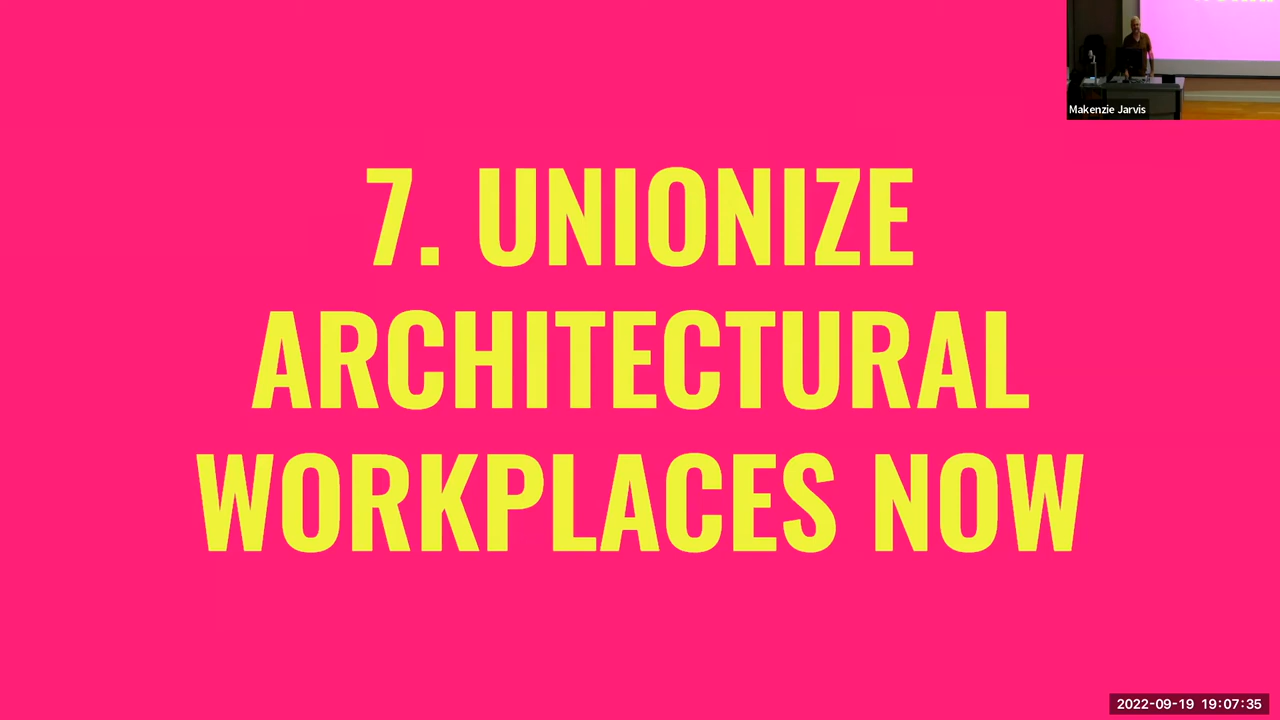 Makenzie Jarvis
7. UNIONIZE
ARCHITECTURAL
WORKPLACES NOW
2022-09-19 19:07:35